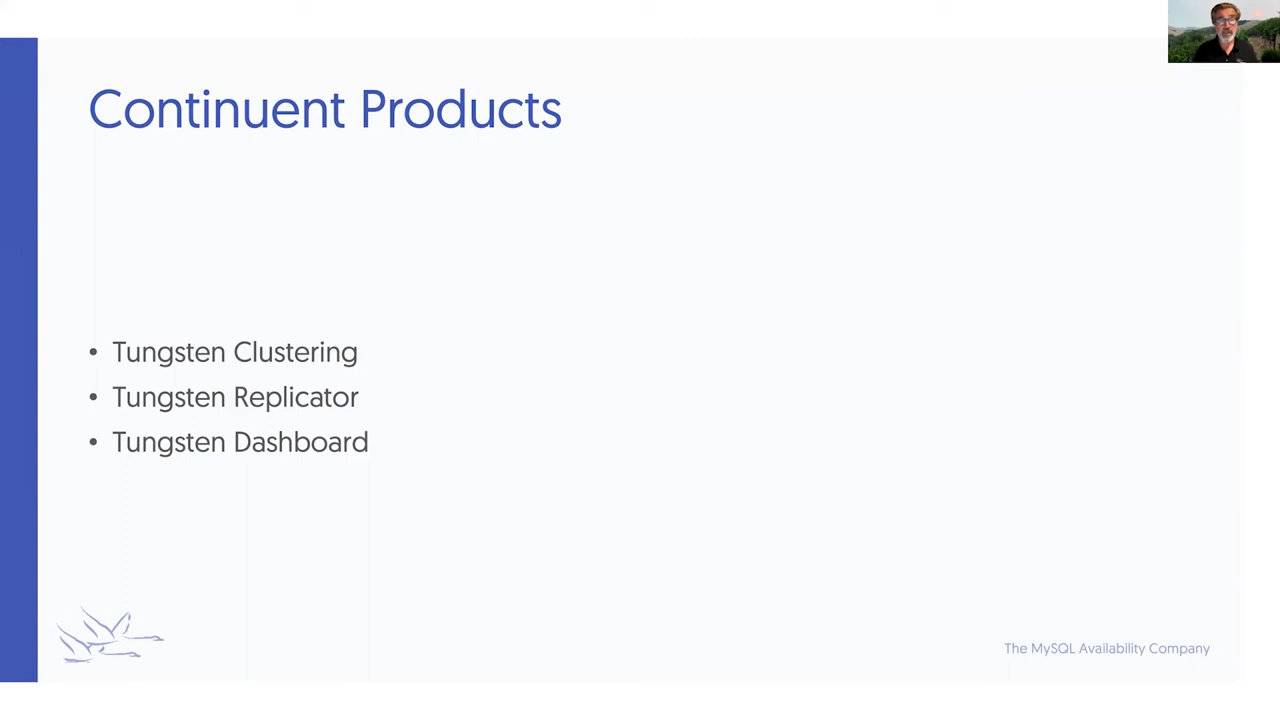 Continuent Products
• Tungsten Clustering
• Tungsten Replicator
• Tungsten Dashboard
The MySQL Availability Company